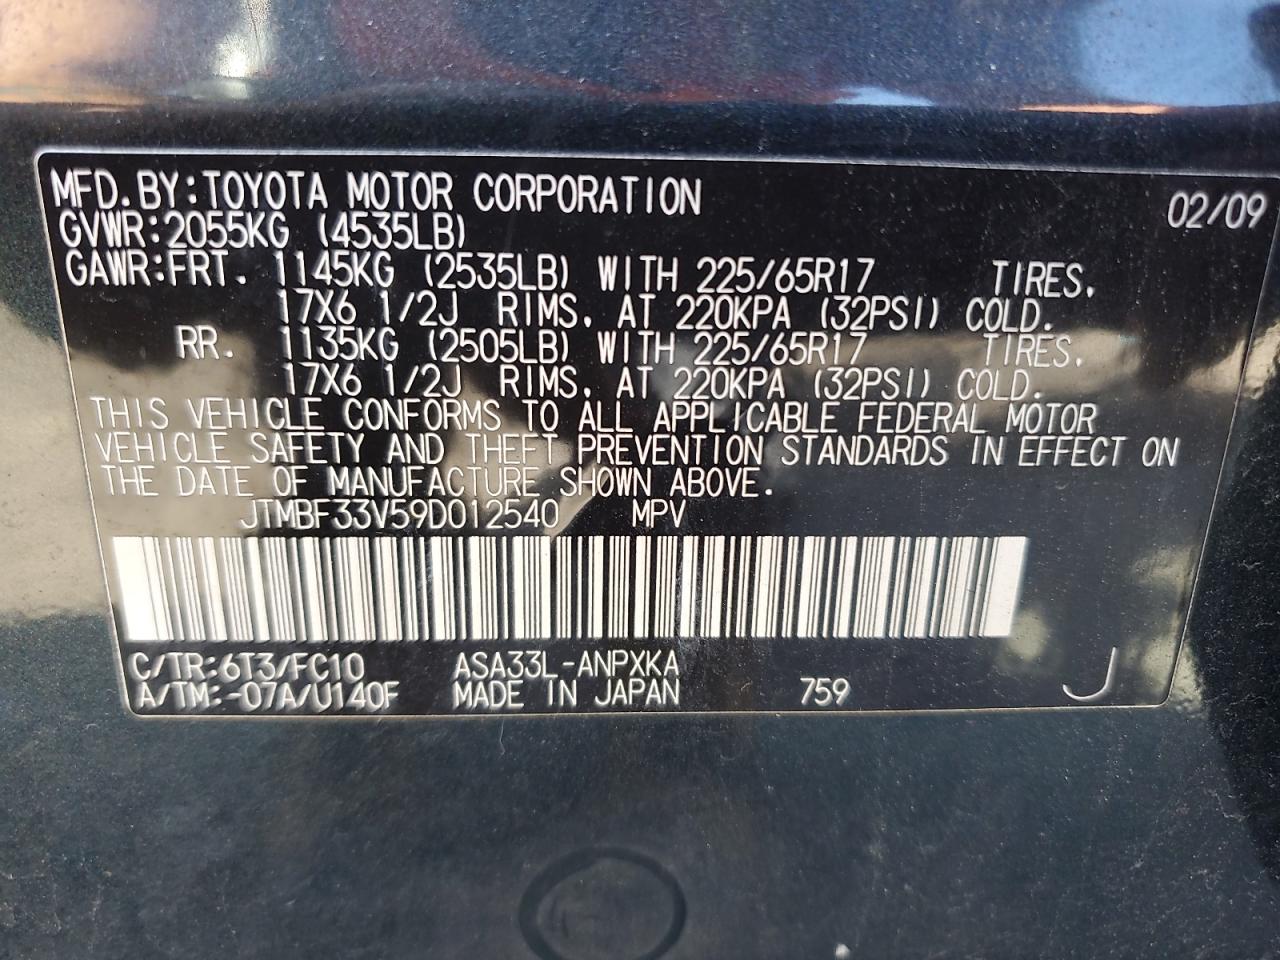 MFD.BY:TOYOTA MOTOR CORPORATION 02/09
GVWR:2055KG (4535LB)
GAWR:FRT. 1145KG (2535LB) WITH 225/65R17 TIRES,
17X6 1/2J RIMS, AT 220KPA (32PSI) COLD.
RR. 1135KG (2505LB) WITH 225/65R17 TIRES,
17X6 1/2J RIMS, AT 220KPA (32PSI) COLD.
THIS VEHICLE CONFORMS TO ALL APPLICABLE FEDERAL MOTOR
VEHICLE SAFETY AND THEFT PREVENTION STANDARDS IN EFFECT ON
THE DATE OF MANUFACTURE SHOWN ABOVE.
JTMBF33V59D012540 MPV
C/TR:6T3/FC10 ASA33L-ANPXKA
A/TM:-07A/U140F MADE IN JAPAN 759 J